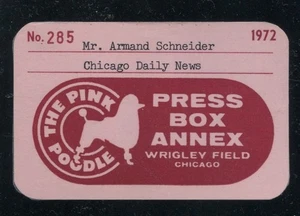 No. 285 1972
Mr. Armand Schneider
Chicago Daily News
THE PINK
POODLE
PRESS
BOX
ANNEX
WRIGLEY FIELD
CHICAGO